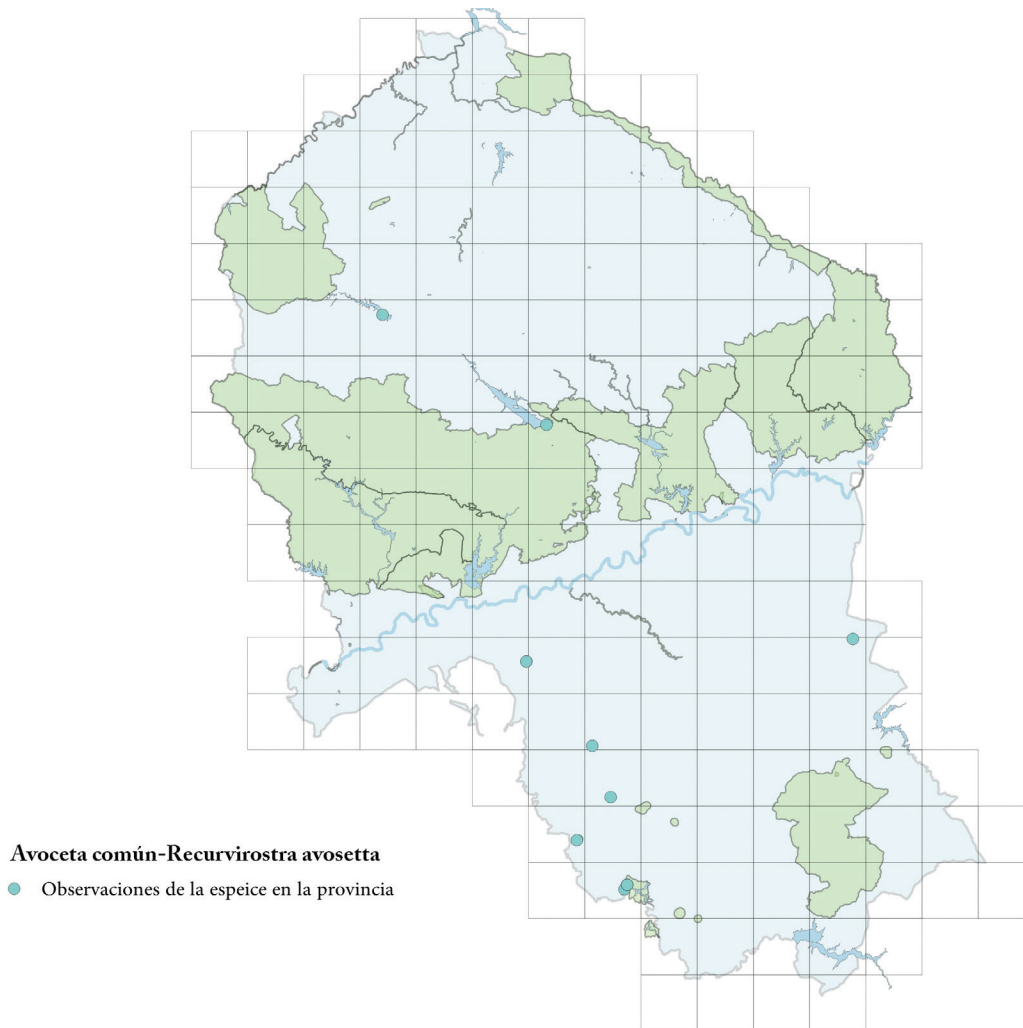 Avoceta común-Recurvirostra avosetta
Observaciones de la espeice en la provincia